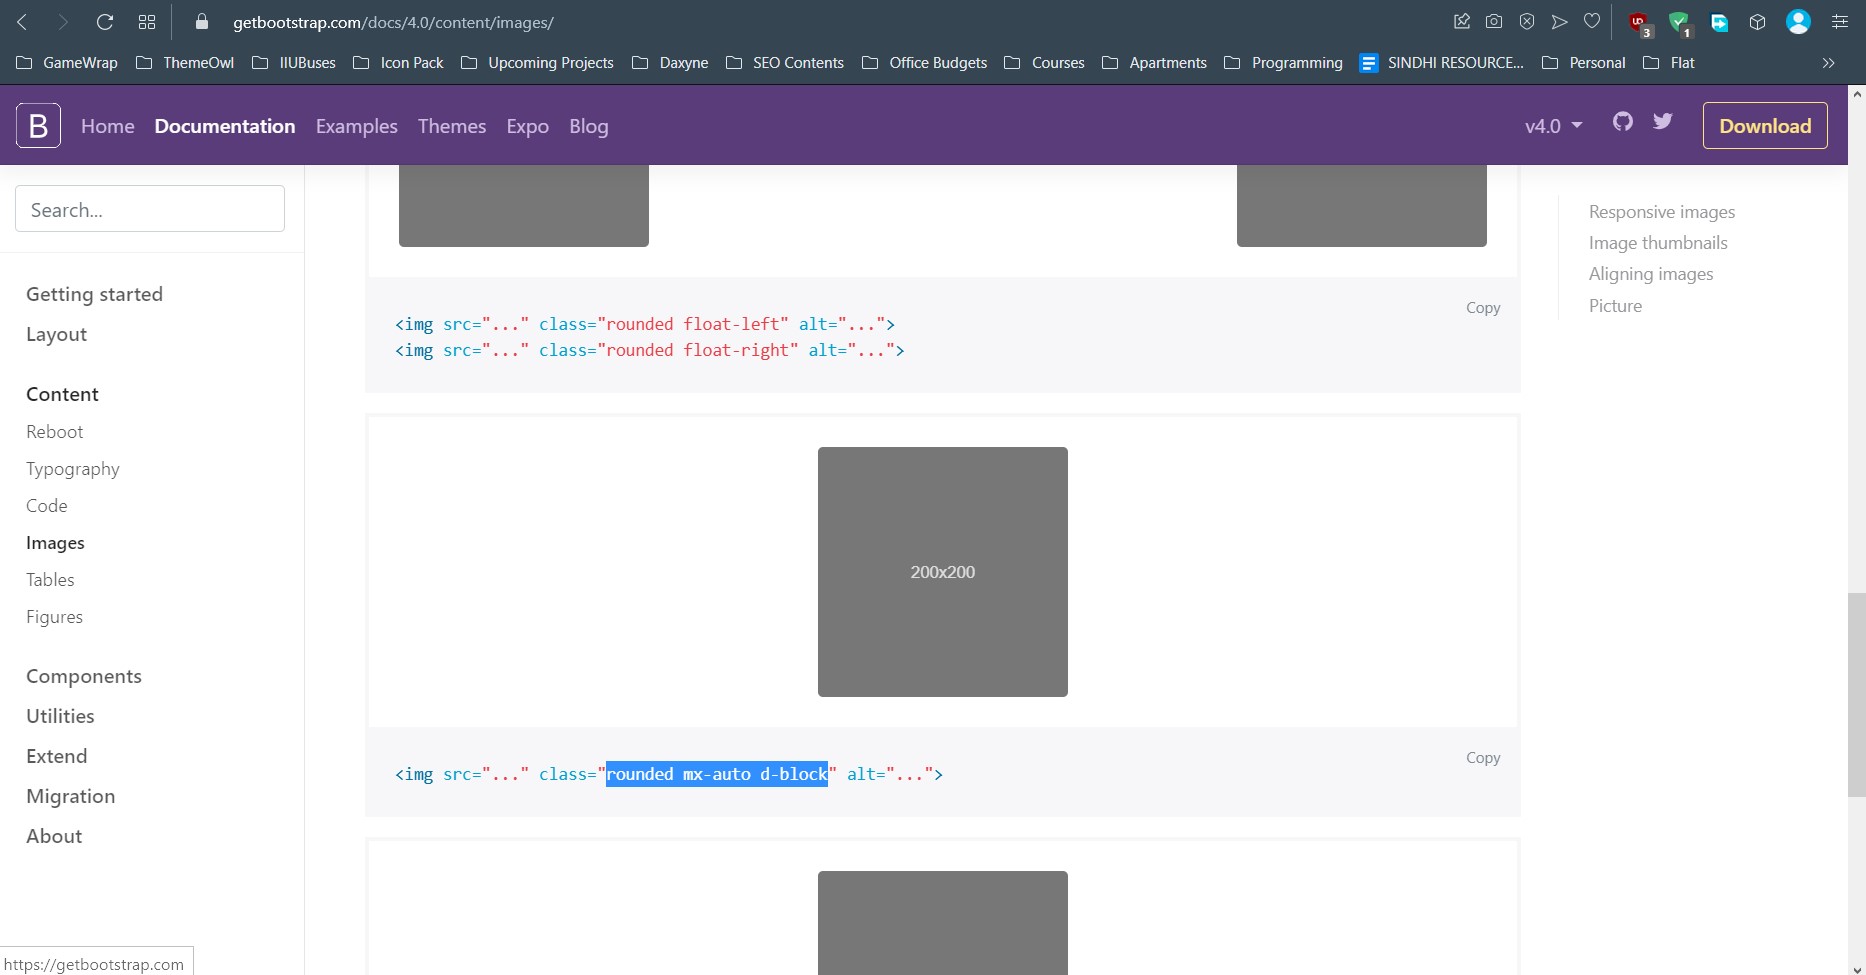 getbootstrap.com/docs/4.0/content/images/
3
1
GameWrap ThemeOwl IIUBuses Icon Pack Upcoming Projects Daxyne SEO Contents Office Budgets Courses Apartments Programming SINDHI RESOURCE... Personal Flat
B Home Documentation Examples Themes Expo Blog v4.0 Download
Search...
Getting started
Layout
Content
Reboot
Typography
Code
Images
Tables
Figures
Components
Utilities
Extend
Migration
About
Copy
<img src="..." class="rounded float-left" alt="...">
<img src="..." class="rounded float-right" alt="...">
200x200
Copy
<img src="..." class="rounded mx-auto d-block" alt="...">
Responsive images
Image thumbnails
Aligning images
Picture
https://getbootstrap.com